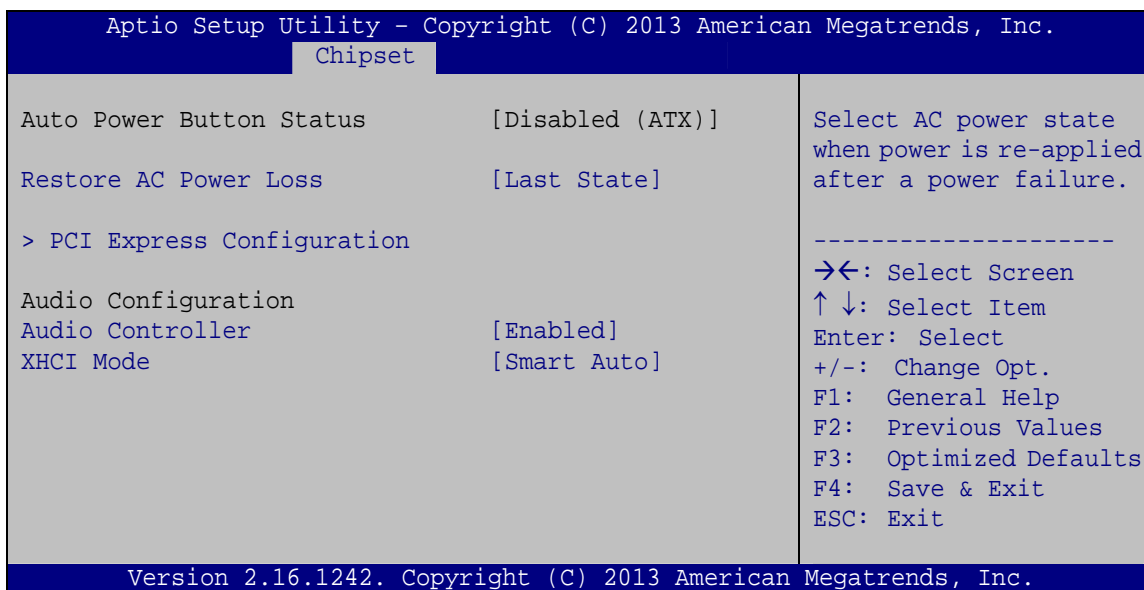 Aptio Setup Utility – Copyright (C) 2013 American Megatrends, Inc.
Chipset
Auto Power Button Status [Disabled (ATX)]
Restore AC Power Loss [Last State]
> PCI Express Configuration
Audio Configuration
Audio Controller [Enabled]
XHCI Mode [Smart Auto]
Select AC power state
when power is re-applied
after a power failure.
---------------------
→←: Select Screen
↑ ↓: Select Item
Enter: Select
+/-: Change Opt.
F1: General Help
F2: Previous Values
F3: Optimized Defaults
F4: Save & Exit
ESC: Exit
Version 2.16.1242. Copyright (C) 2013 American Megatrends, Inc.